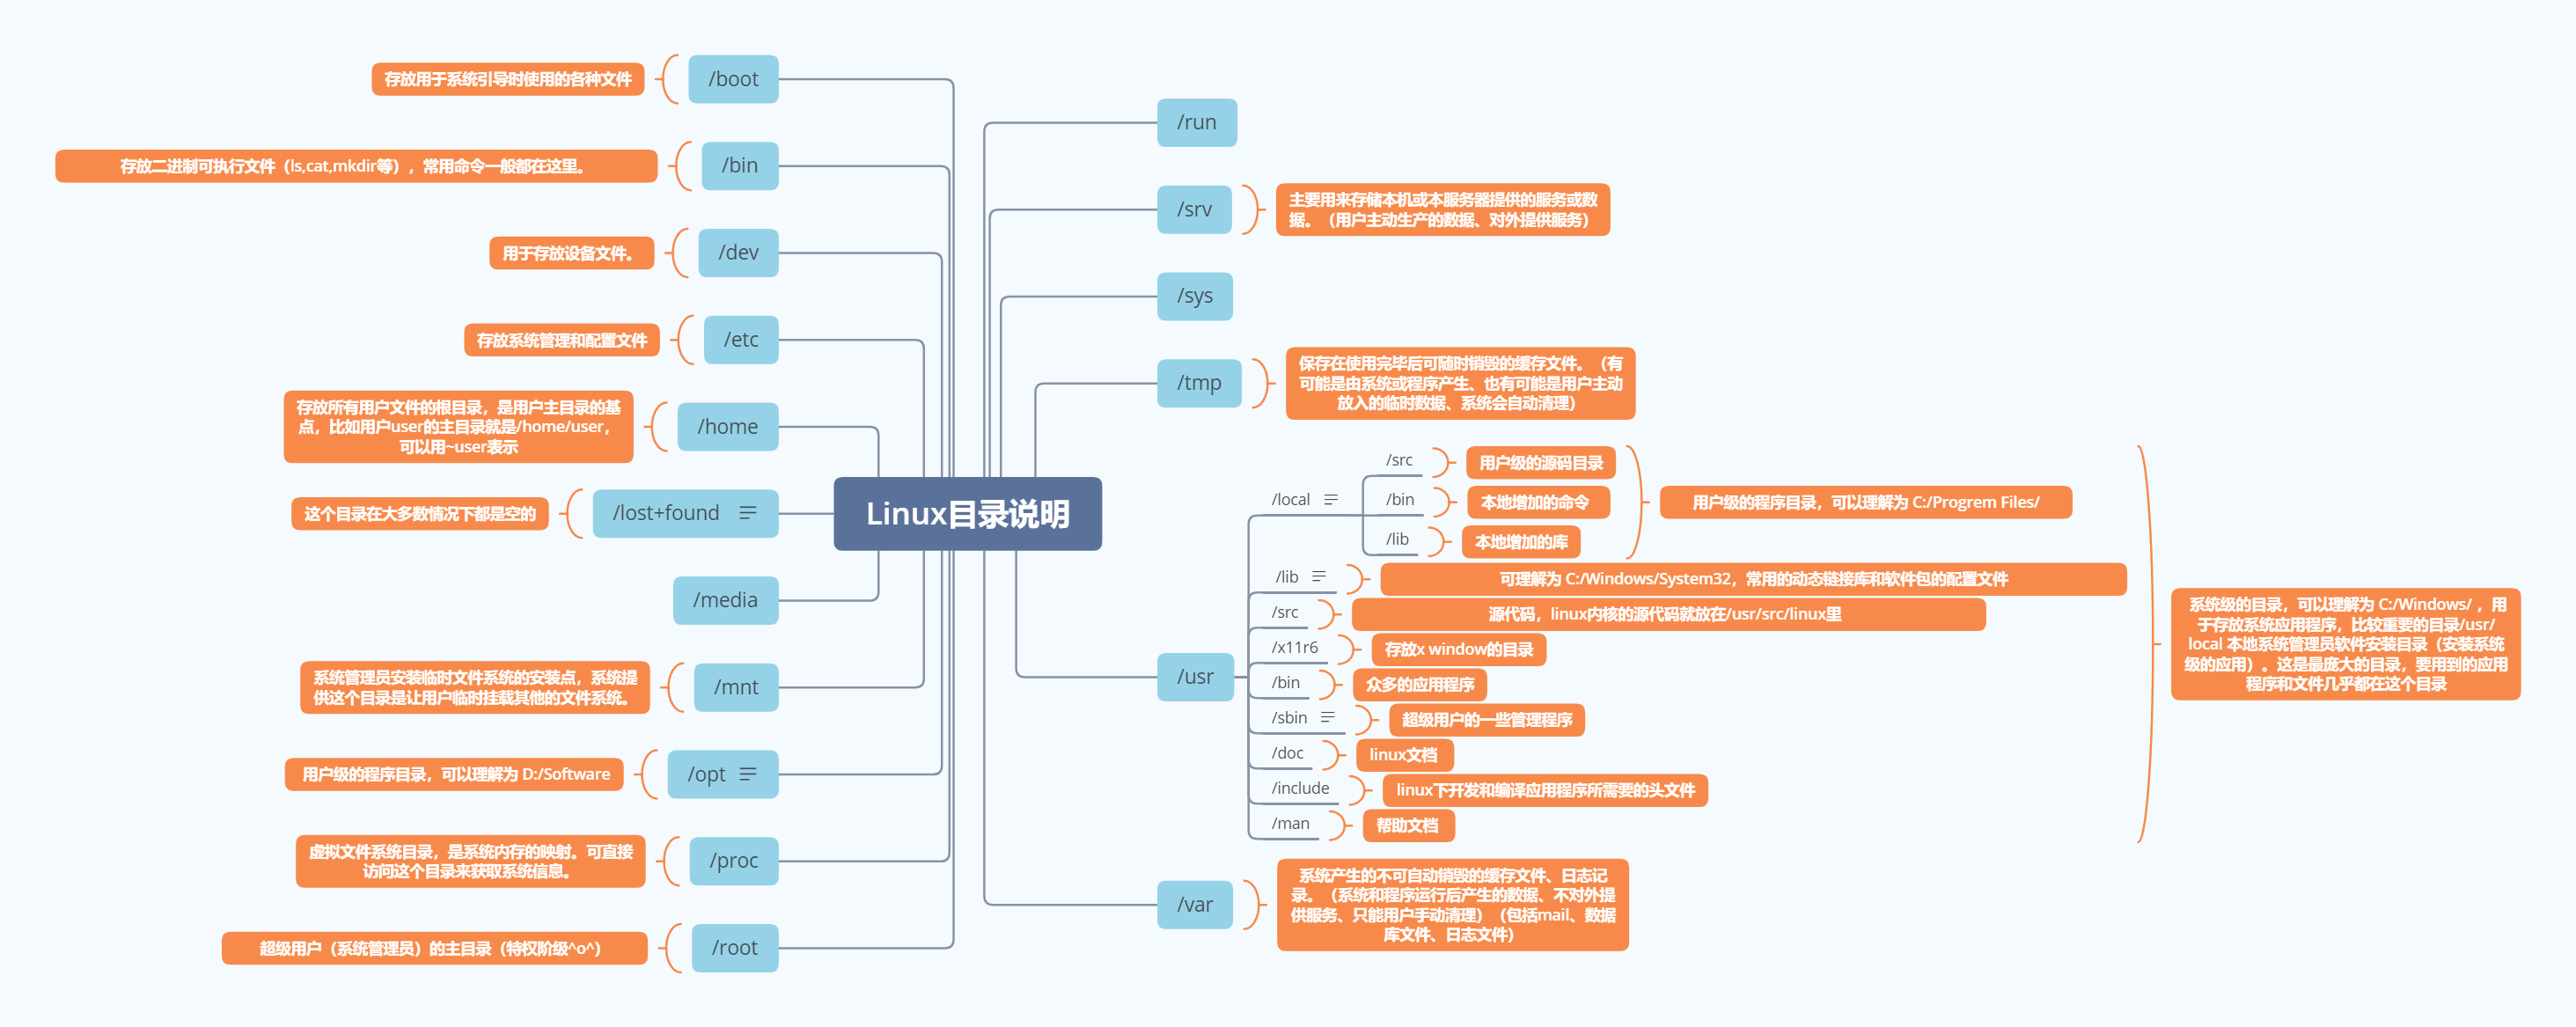 Linux目录说明
/boot
存放用于系统引导时使用的各种文件
/bin
存放二进制可执行文件（ls,cat,mkdir等），常用命令一般都在这里。
/dev
用于存放设备文件。
/etc
存放系统管理和配置文件
/home
存放所有用户文件的根目录，是用户主目录的基
点，比如用户user的主目录就是/home/user，
可以用~user表示
/lost+found
这个目录在大多数情况下都是空的
/media
/mnt
系统管理员安装临时文件系统的安装点，系统提
供这个目录是让用户临时挂载其他的文件系统。
/opt
用户级的程序目录，可以理解为 D:/Software
/proc
虚拟文件系统目录，是系统内存的映射。可直接
访问这个目录来获取系统信息。
/root
超级用户（系统管理员）的主目录（特权阶级^o^）
/run
/srv
主要用来存储本机或本服务器提供的服务或数
据。（用户主动生产的数据、对外提供服务）
/sys
/tmp
保存在使用完毕后可随时销毁的缓存文件。（有
可能是由系统或程序产生、也有可能是用户主动
放入的临时数据、系统会自动清理）
/usr
/local
/src
用户级的源码目录
/bin
本地增加的命令
/lib
本地增加的库
用户级的程序目录，可以理解为 C:/Progrem Files/
/lib
可理解为 C:/Windows/System32，常用的动态链接库和软件包的配置文件
/src
源代码，linux内核的源代码就放在/usr/src/linux里
/x11r6
存放x window的目录
/bin
众多的应用程序
/sbin
超级用户的一些管理程序
/doc
linux文档
/include
linux下开发和编译应用程序所需要的头文件
/man
帮助文档
系统级的目录，可以理解为 C:/Windows/ ，用
于存放系统应用程序，比较重要的目录/usr/
local 本地系统管理员软件安装目录（安装系统
级的应用）。这是最庞大的目录，要用到的应用
程序和文件几乎都在这个目录
/var
系统产生的不可自动销毁的缓存文件、日志记
录。（系统和程序运行后产生的数据、不对外提
供服务、只能用户手动清理）（包括mail、数据
库文件、日志文件）